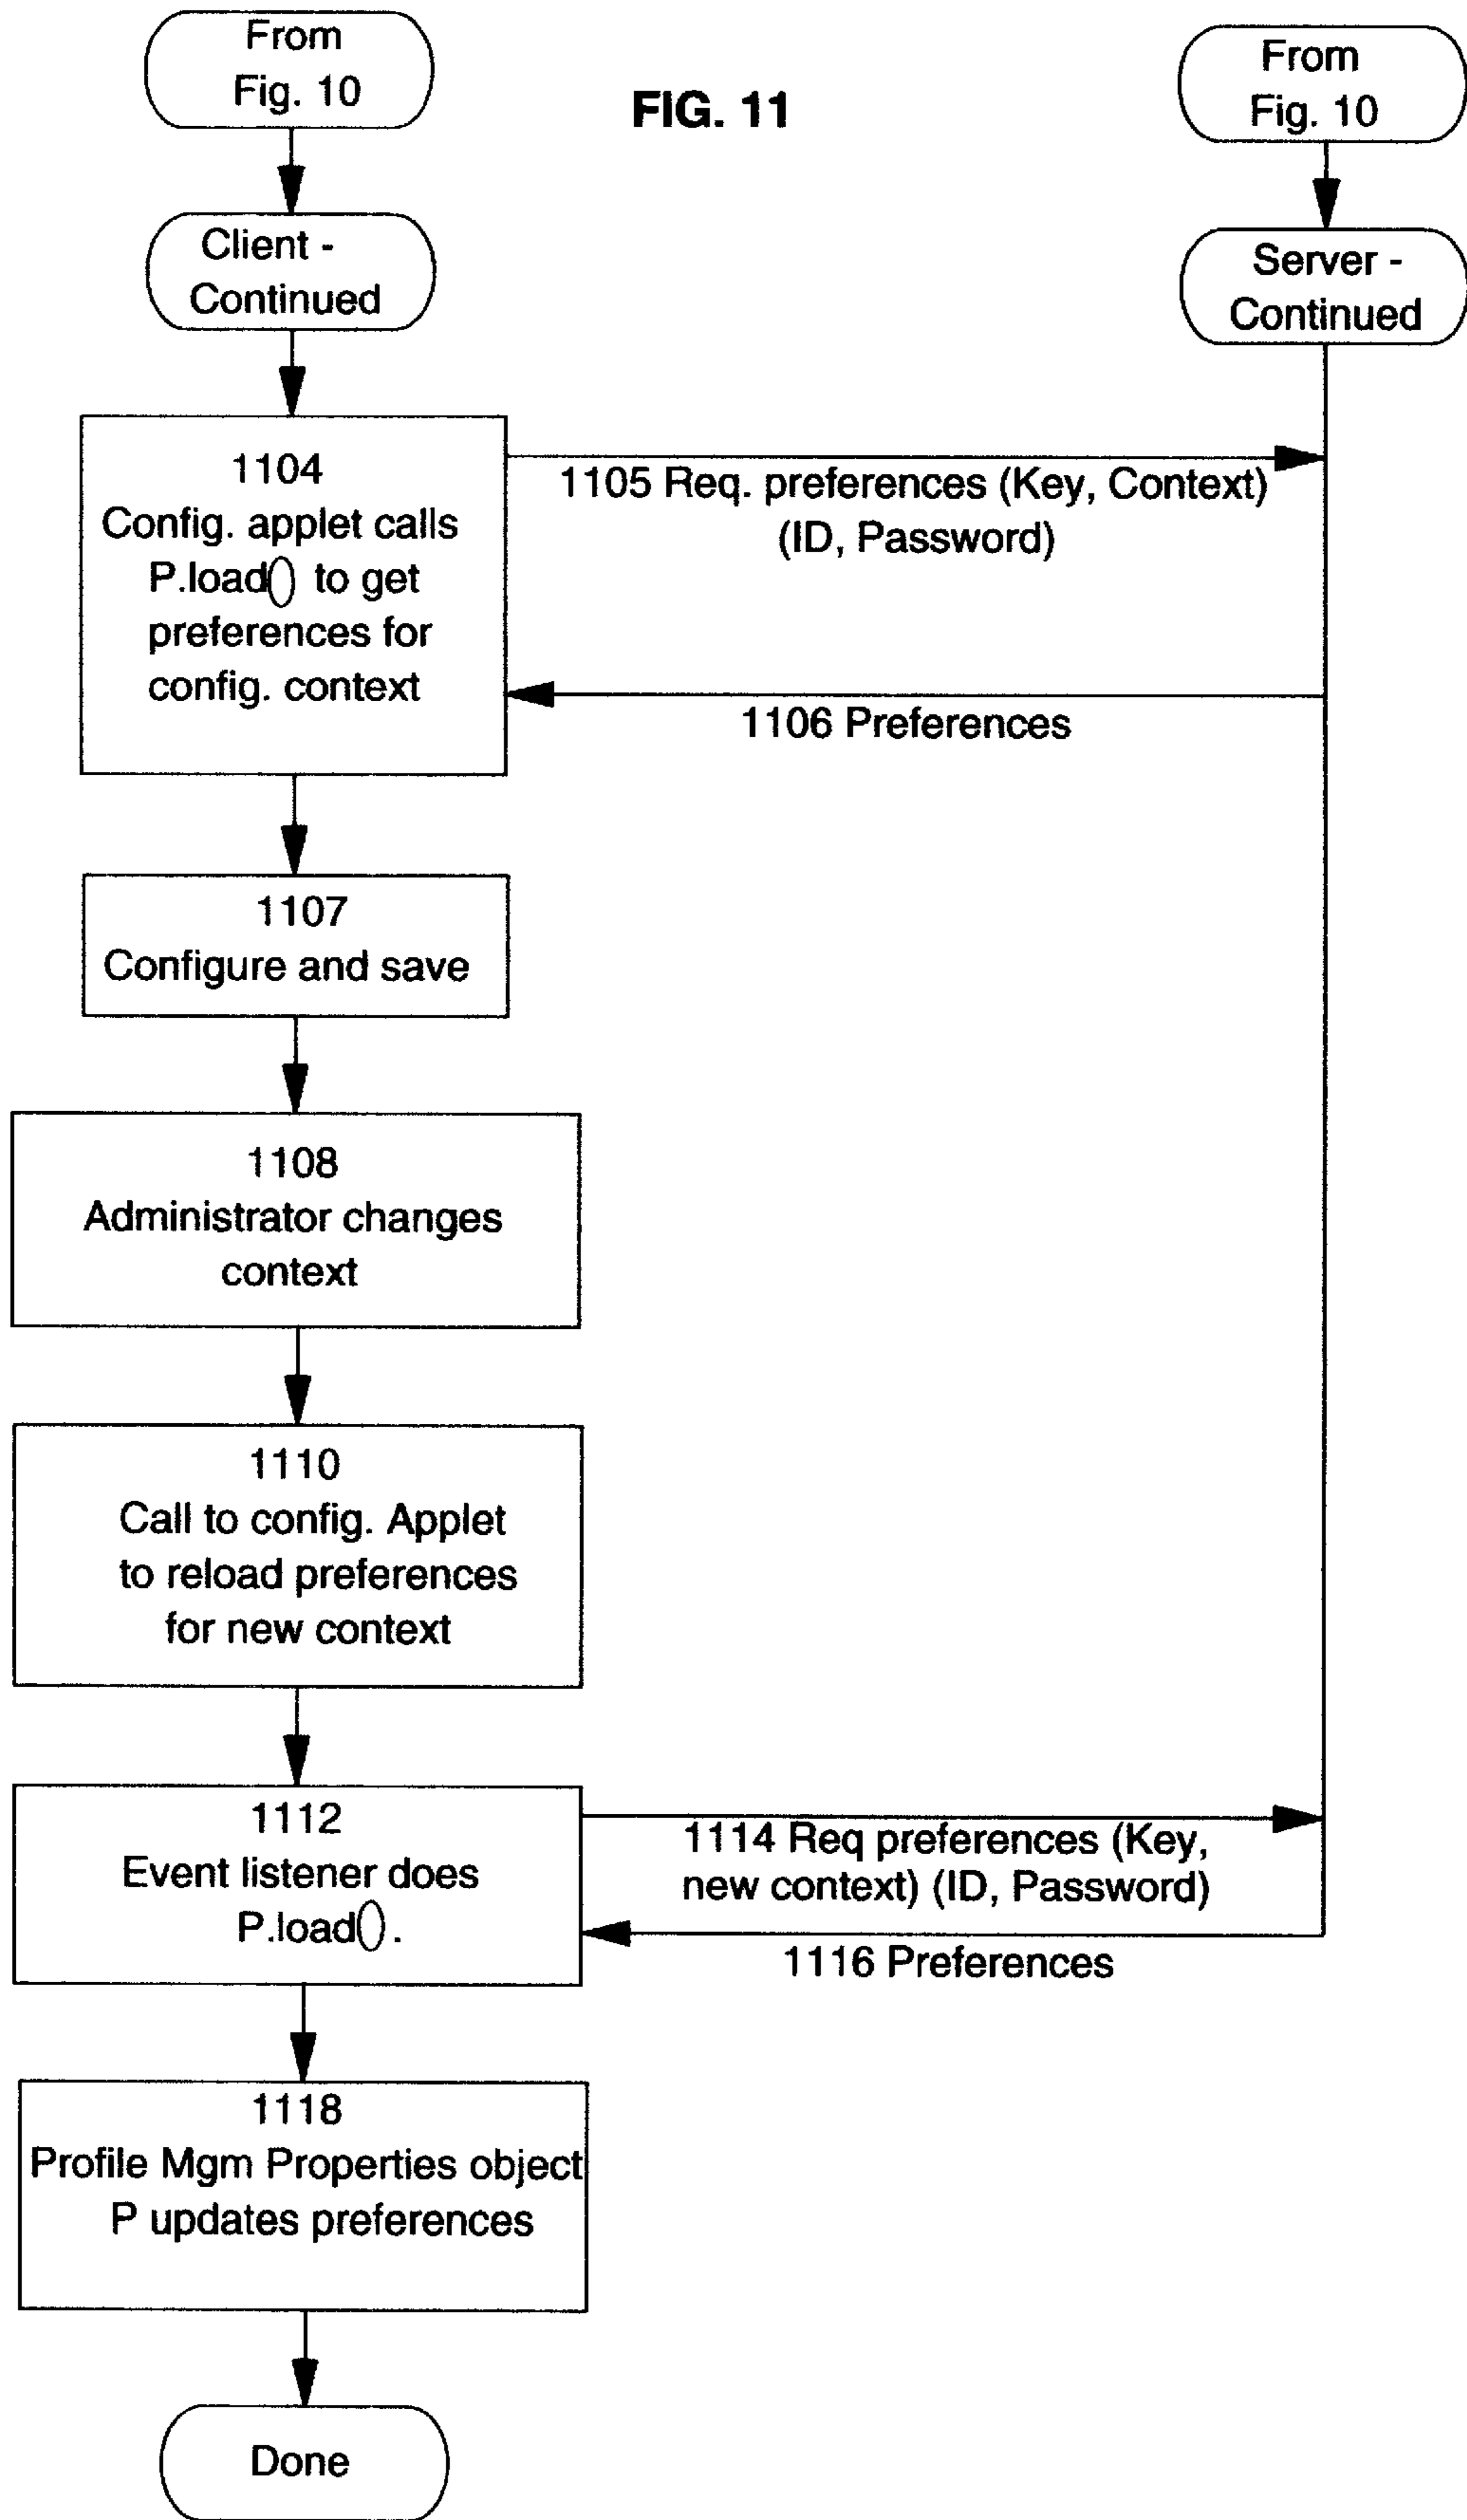 From
Fig. 10
FIG. 11
From
Fig. 10
Client -
Continued
Server -
Continued
1104
Config. applet calls
P.load() to get
preferences for
config. context
1105 Req. preferences (Key, Context)
(ID, Password)
1106 Preferences
1107
Configure and save
1108
Administrator changes
context
1110
Call to config. Applet
to reload preferences
for new context
1112
Event listener does
P.load().
1114 Req preferences (Key,
new context) (ID, Password)
1116 Preferences
1118
Profile Mgm Properties object
P updates preferences
Done